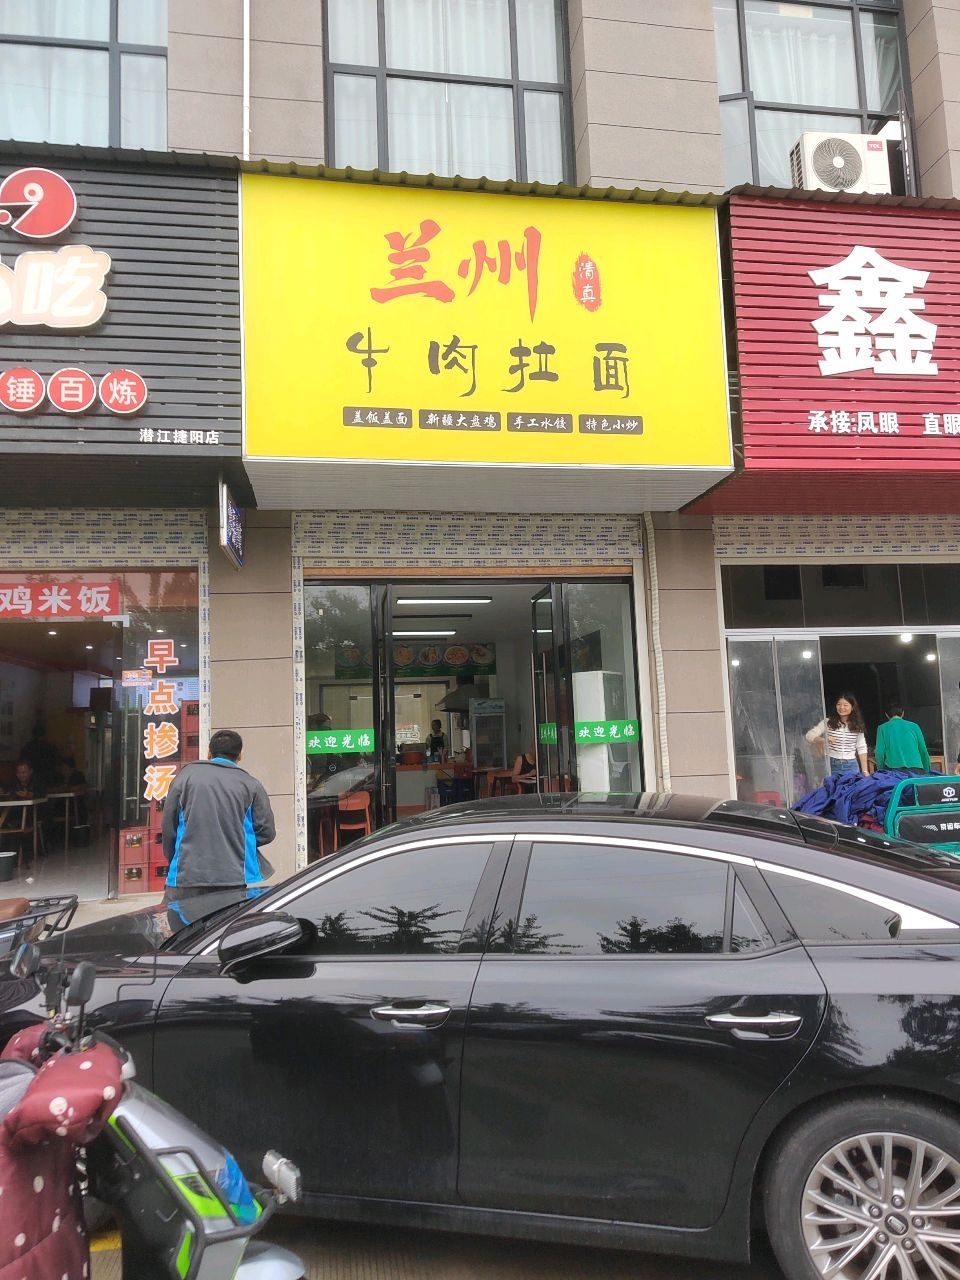 吃
锤百炼
潜江捷阳店
兰州
清真
牛肉拉面
盖饭盖面 新疆大盘鸡 手工水饺 特色小炒
鑫
承接:凤眼 直眼
TCL
鸡米饭
早点掺汤
欢迎光临
欢迎光临